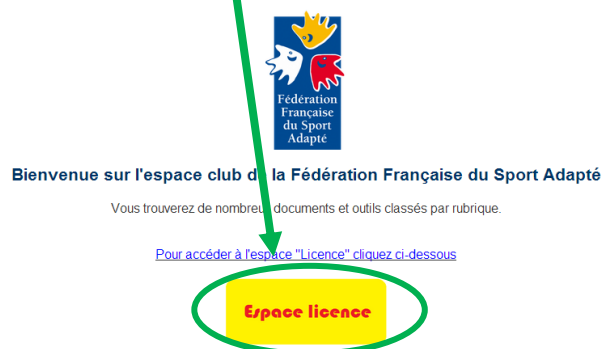 Fédération
Française
du Sport
Adapté
Bienvenue sur l'espace club de la Fédération Française du Sport Adapté
Vous trouverez de nombreux documents et outils classés par rubrique.
Pour accéder à l'espace "Licence" cliquez ci-dessous
Espace licence